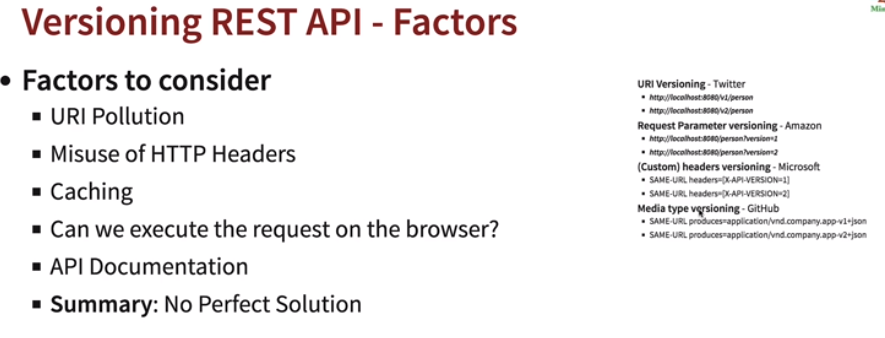 Versioning REST API - Factors
• Factors to consider
▪ URI Pollution
▪ Misuse of HTTP Headers
▪ Caching
▪ Can we execute the request on the browser?
▪ API Documentation
▪ Summary: No Perfect Solution
URI Versioning - Twitter
▪ http://localhost:8080/v1/person
▪ http://localhost:8080/v2/person
Request Parameter versioning - Amazon
▪ http://localhost:8080/person?version=1
▪ http://localhost:8080/person?version=2
(Custom) headers versioning - Microsoft
▪ SAME-URL headers=[X-API-VERSION=1]
▪ SAME-URL headers=[X-API-VERSION=2]
Media type versioning - GitHub
▪ SAME-URL produces=application/vnd.company.app-v1+json
▪ SAME-URL produces=application/vnd.company.app-v2+json